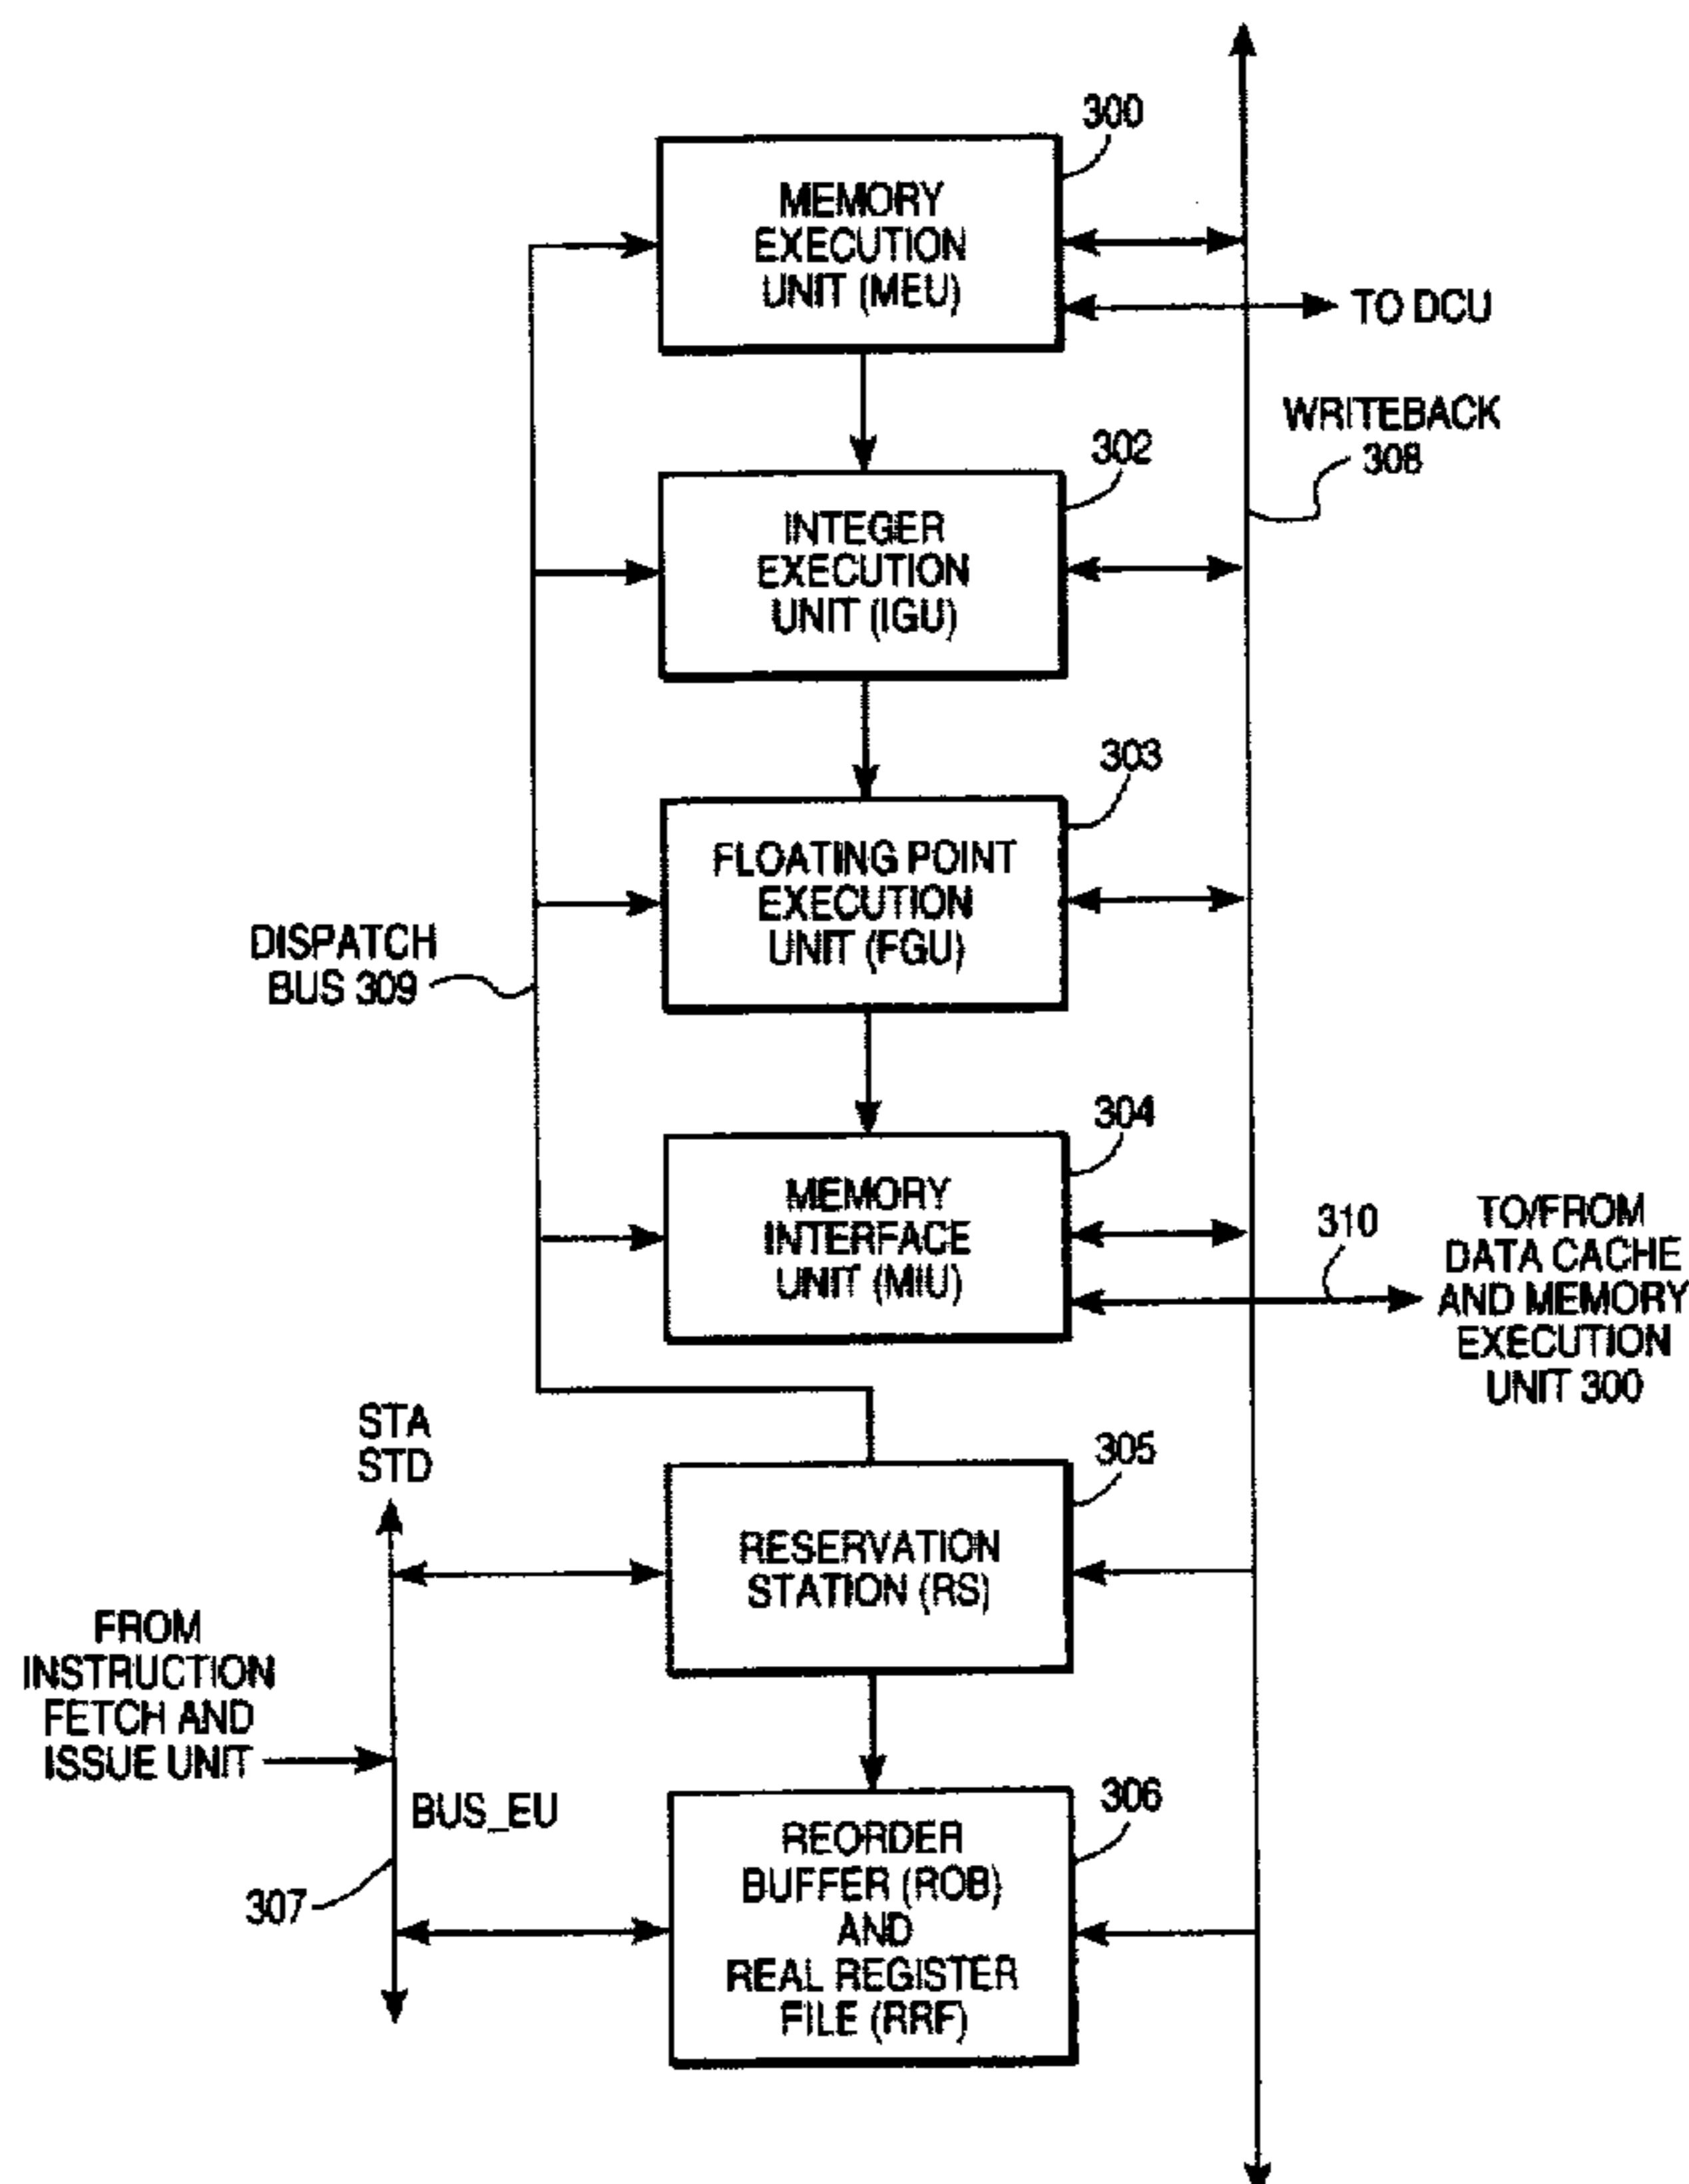 300
MEMORY
EXECUTION
UNIT (MEU)
TO DCU
WRITEBACK
308
302
INTEGER
EXECUTION
UNIT (IGU)
303
FLOATING POINT
EXECUTION
UNIT (FGU)
DISPATCH
BUS 309
304
MEMORY
INTERFACE
UNIT (MIU)
310
TO/FROM
DATA CACHE
AND MEMORY
EXECUTION
UNIT 300
STA
STD
305
RESERVATION
STATION (RS)
FROM
INSTRUCTION
FETCH AND
ISSUE UNIT
BUS_EU
307
306
REORDER
BUFFER (ROB)
AND
REAL REGISTER
FILE (RRF)